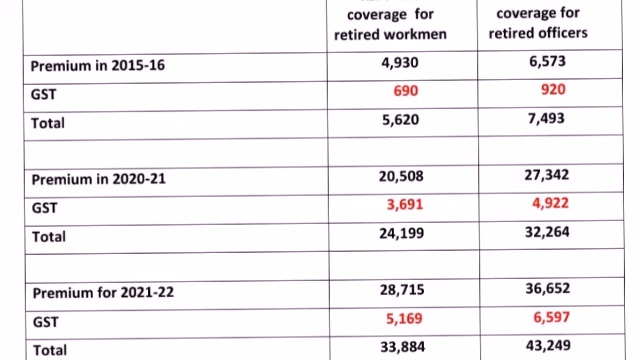 coverage for coverage for
retired workmen retired officers
Premium in 2015-16 4,930 6,573
GST 690 920
Total 5,620 7,493
Premium in 2020-21 20,508 27,342
GST 3,691 4,922
Total 24,199 32,264
Premium for 2021-22 28,715 36,652
GST 5,169 6,597
Total 33,884 43,249